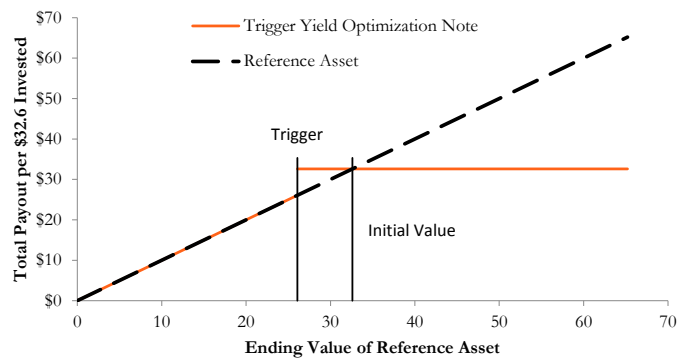 Trigger Yield Optimization Note
Reference Asset
$70
$60
$50
$40
$30
$20
$10
$0
Total Payout per $32.6 Invested
Trigger
Initial Value
0
10
20
30
40
50
60
70
Ending Value of Reference Asset